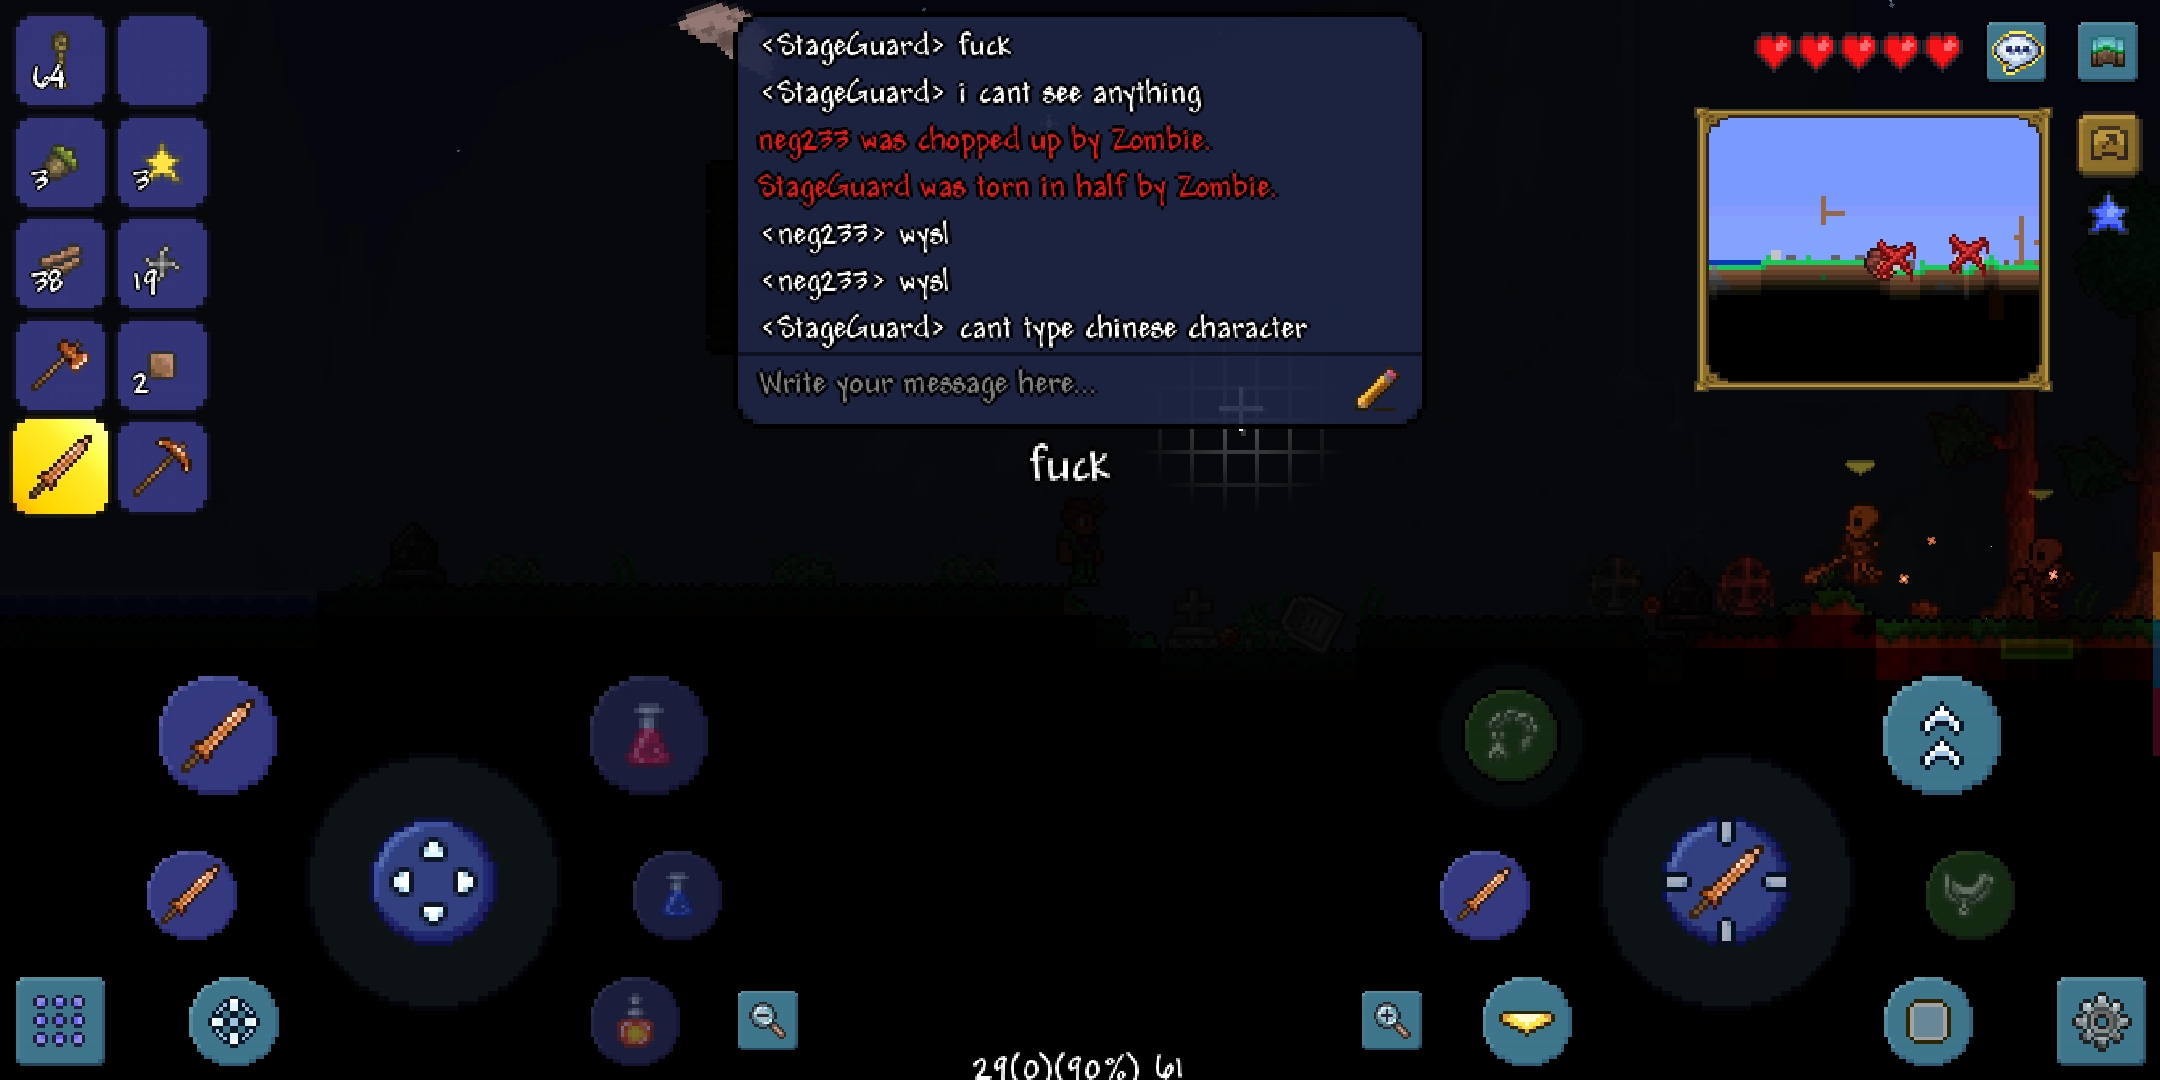 <StageGuard> fuck
<StageGuard> i cant see anything
neg233 was chopped up by Zombie.
StageGuard was torn in half by Zombie.
<neg233> wysl
<neg233> wysl
<StageGuard> cant type chinese character
Write your message here...
fuck
64
3
3
38
19
2
29(0)(90%) 61